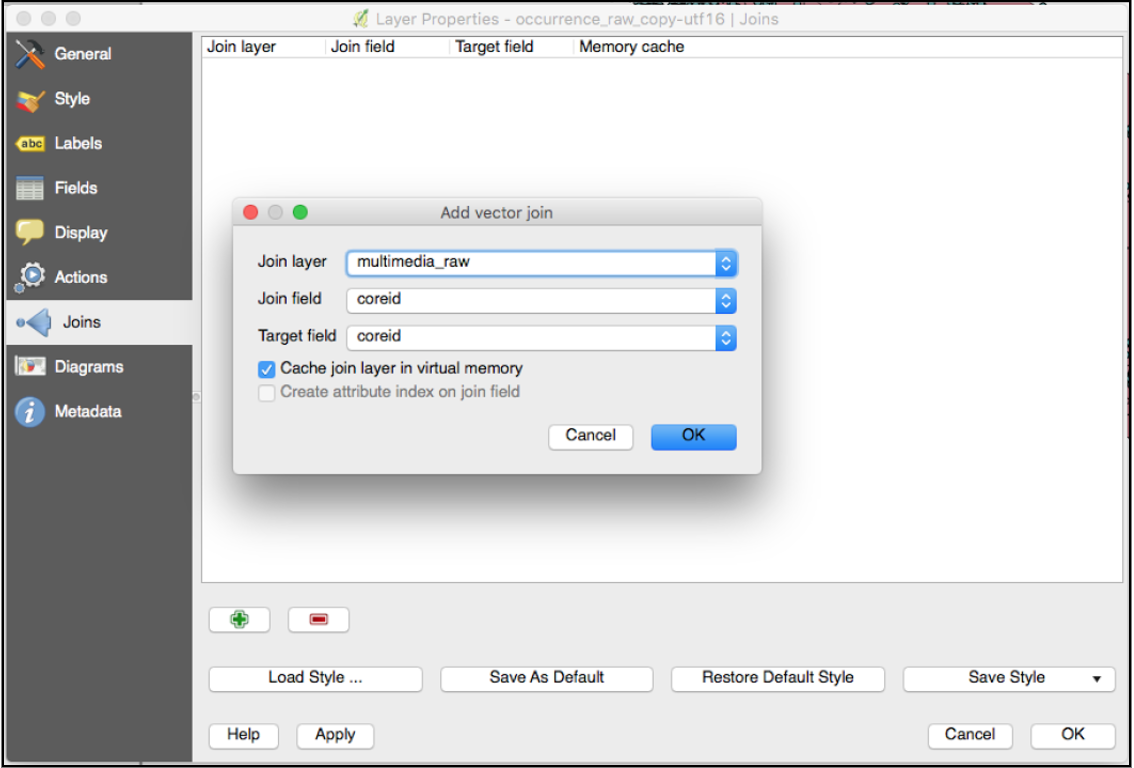 Layer Properties - occurrence_raw_copy-utf16 | Joins
General
Style
abc Labels
Fields
Display
Actions
Joins
Diagrams
i Metadata
Join layer Join field Target field Memory cache
Add vector join
Join layer multimedia_raw
Join field coreid
Target field coreid
Cache join layer in virtual memory
Create attribute index on join field
Cancel OK
Load Style ... Save As Default Restore Default Style Save Style
Help Apply Cancel OK